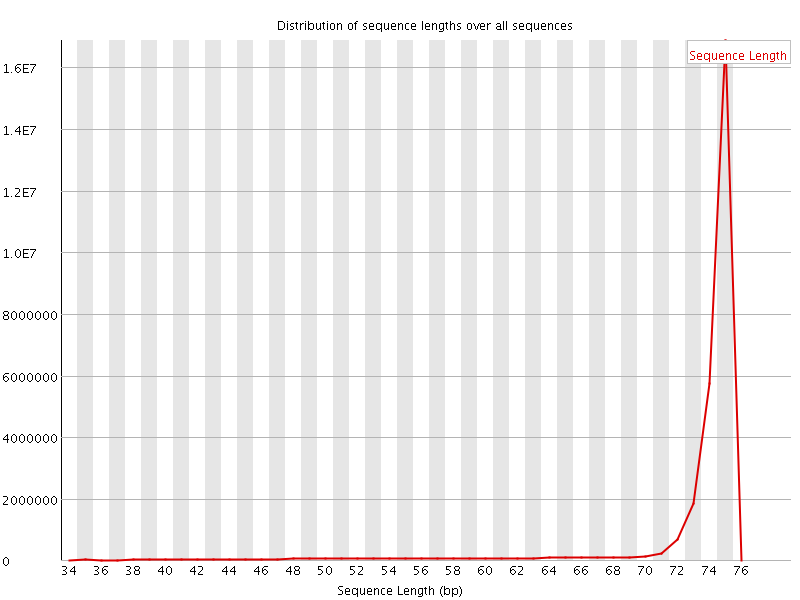 Distribution of sequence lengths over all sequences
Sequence Length
1.6E7
1.4E7
1.2E7
1.0E7
8000000
6000000
4000000
2000000
0
34 36 38 40 42 44 46 48 50 52 54 56 58 60 62 64 66 68 70 72 74 76
Sequence Length (bp)